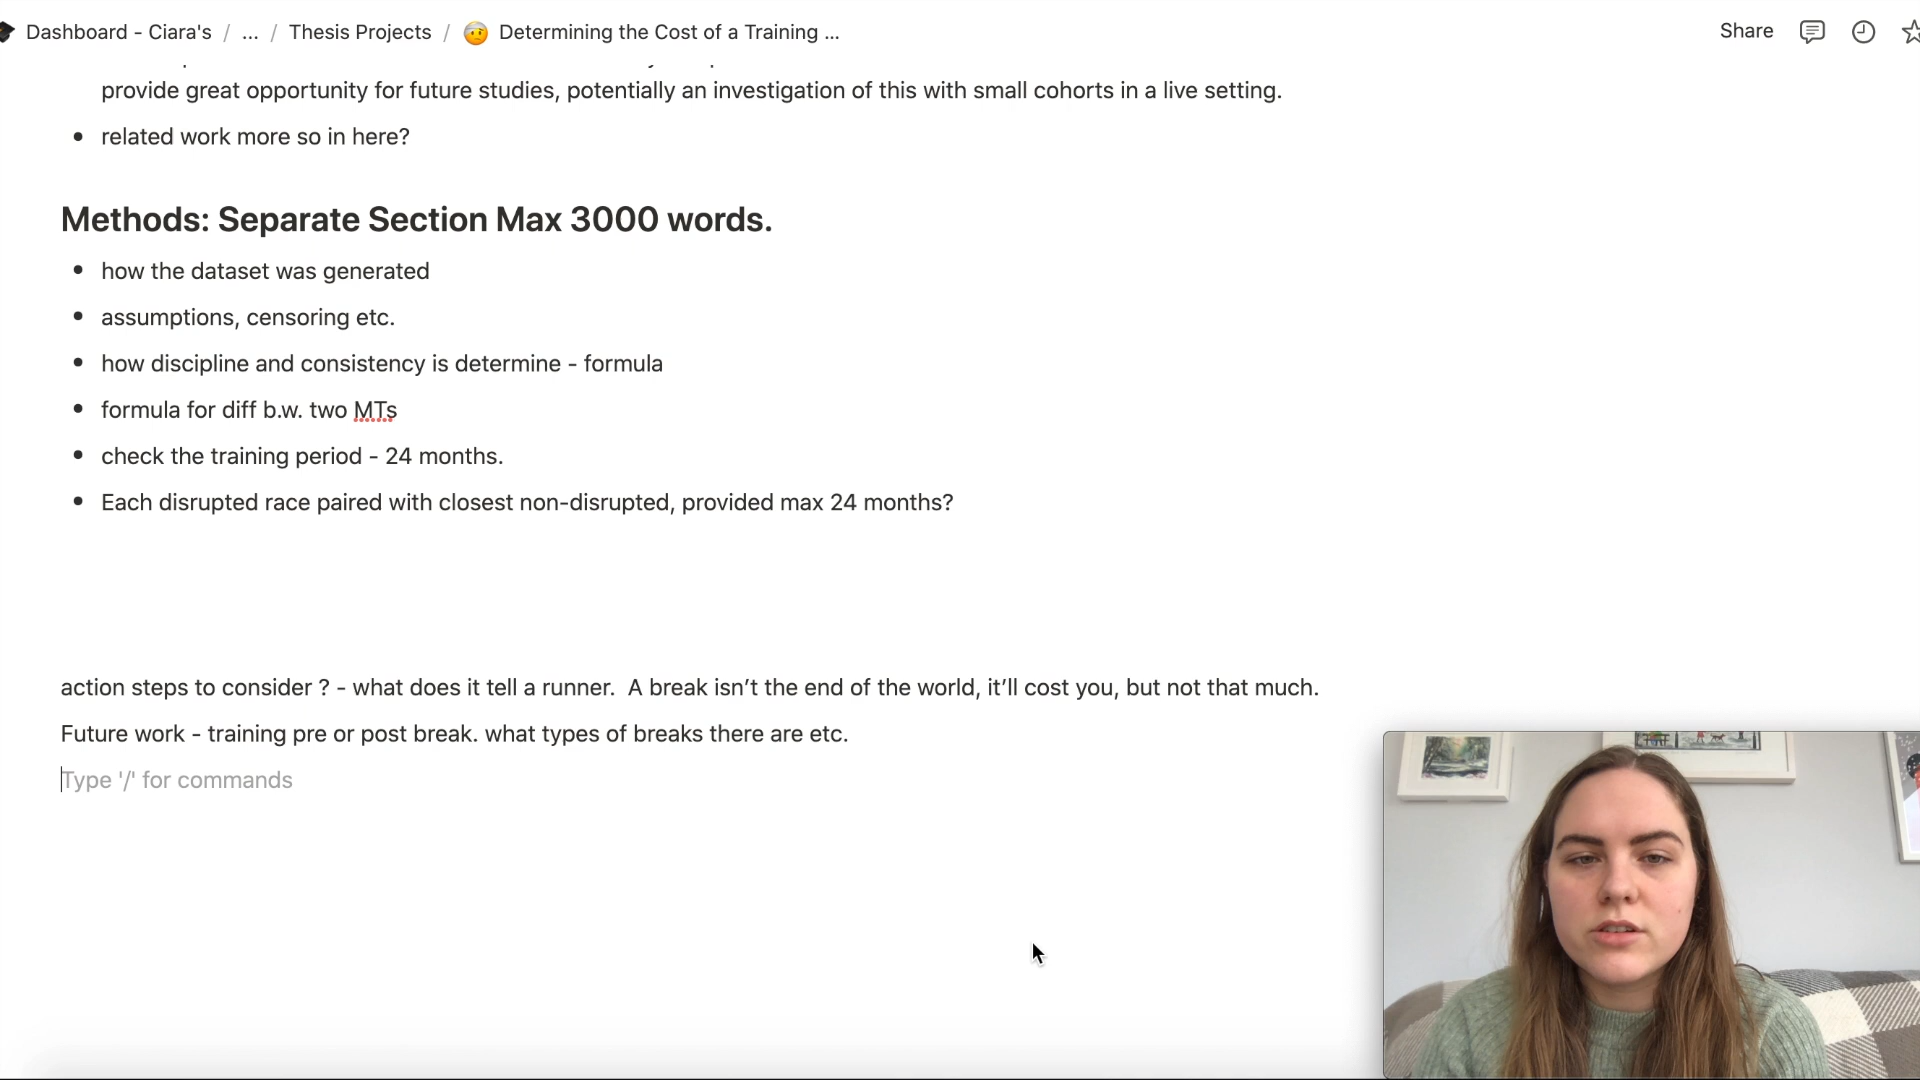 Dashboard - Ciara's / ... / Thesis Projects / Determining the Cost of a Training ...
Share
provide great opportunity for future studies, potentially an investigation of this with small cohorts in a live setting.
• related work more so in here?
Methods: Separate Section Max 3000 words.
• how the dataset was generated
• assumptions, censoring etc.
• how discipline and consistency is determine - formula
• formula for diff b.w. two MTs
• check the training period - 24 months.
• Each disrupted race paired with closest non-disrupted, provided max 24 months?
action steps to consider ? - what does it tell a runner.  A break isn’t the end of the world, it’ll cost you, but not that much.
Future work - training pre or post break. what types of breaks there are etc.
Type '/' for commands